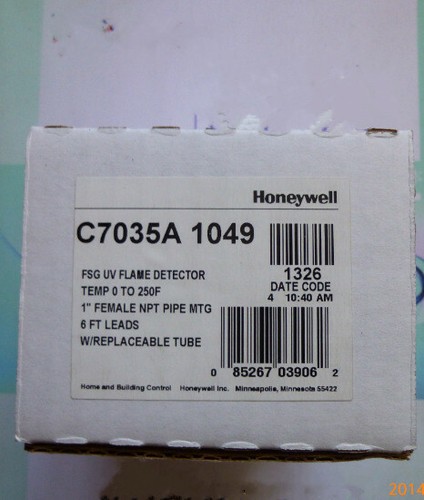 Honeywell
C7035A 1049
1326
DATE CODE
4 10:40 AM
FSG UV FLAME DETECTOR
TEMP 0 TO 250F
1" FEMALE NPT PIPE MTG
6 FT LEADS
W/REPLACEABLE TUBE
0 85267 03906 2
Home and Building Control Honeywell Inc. Minneapolis, Minnesota 55422
2014